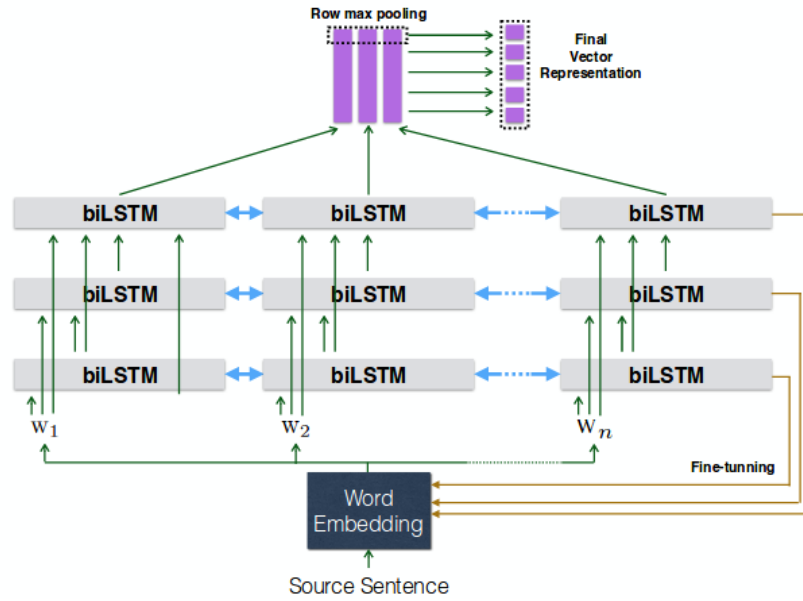 Row max pooling
Final
Vector
Representation
biLSTM biLSTM biLSTM
biLSTM biLSTM biLSTM
biLSTM biLSTM biLSTM
w₁ w₂ wₙ
Fine-tunning
Word
Embedding
Source Sentence